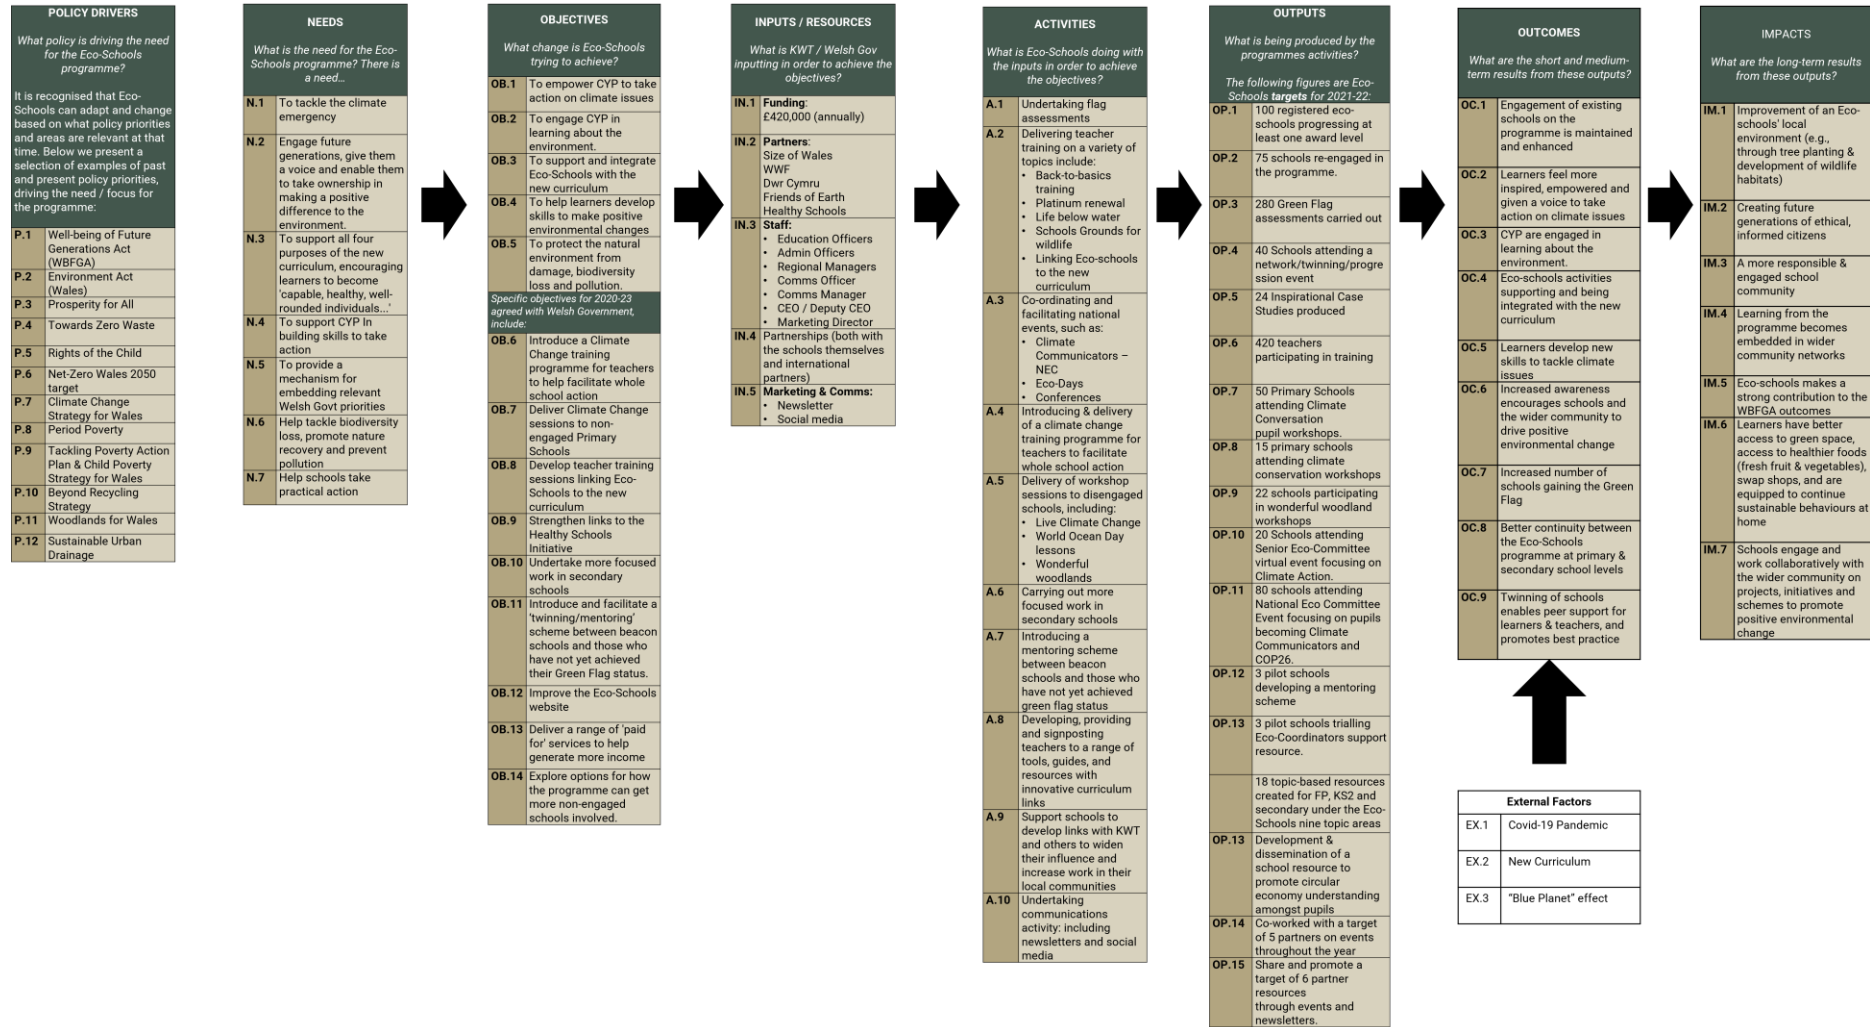 POLICY DRIVERS
What policy is driving the need
for the Eco-Schools
programme?
It is recognised that Eco-
Schools can adapt and change
based on what policy priorities
and areas are relevant at that
time. Below we present a
selection of examples of past
and present policy priorities,
driving the need / focus for
the programme:
P.1 Well-being of Future
Generations Act
(WBFGA)
P.2 Environment Act
(Wales)
P.3 Prosperity for All
P.4 Towards Zero Waste
P.5 Rights of the Child
P.6 Net-Zero Wales 2050
target
P.7 Climate Change
Strategy for Wales
P.8 Period Poverty
P.9 Tackling Poverty Action
Plan & Child Poverty
Strategy for Wales
P.10 Beyond Recycling
Strategy
P.11 Woodlands for Wales
P.12 Sustainable Urban
Drainage
NEEDS
What is the need for the Eco-
Schools programme? There is
a need...
N.1 To tackle the climate
emergency
N.2 Engage future
generations, give them
a voice and enable them
to take ownership in
making a positive
difference to the
environment.
N.3 To support all four
purposes of the new
curriculum, encouraging
learners to become
'capable, healthy, well-
rounded individuals...'
N.4 To support CYP In
building skills to take
action
N.5 To provide a
mechanism for
embedding relevant
Welsh Govt priorities
N.6 Help tackle biodiversity
loss, promote nature
recovery and prevent
pollution
N.7 Help schools take
practical action
OBJECTIVES
What change is Eco-Schools
trying to achieve?
OB.1 To empower CYP to take
action on climate issues
OB.2 To engage CYP in
learning about the
environment.
OB.3 To support and integrate
Eco-Schools with the
new curriculum
OB.4 To help learners develop
skills to make positive
environmental changes
OB.5 To protect the natural
environment from
damage, biodiversity
loss and pollution.
Specific objectives for 2020-23
agreed with Welsh Government,
include:
OB.6 Introduce a Climate
Change training
programme for teachers
to help facilitate whole
school action
OB.7 Deliver Climate Change
sessions to non-
engaged Primary
Schools
OB.8 Develop teacher training
sessions linking Eco-
Schools to the new
curriculum
OB.9 Strengthen links to the
Healthy Schools
Initiative
OB.10 Undertake more focused
work in secondary
schools
OB.11 Introduce and facilitate a
'twinning/mentoring'
scheme between beacon
schools and those who
have not yet achieved
their Green Flag status.
OB.12 Improve the Eco-Schools
website
OB.13 Deliver a range of 'paid
for' services to help
generate more income
OB.14 Explore options for how
the programme can get
more non-engaged
schools involved.
INPUTS / RESOURCES
What is KWT / Welsh Gov
inputting in order to achieve the
objectives?
IN.1 Funding:
£420,000 (annually)
IN.2 Partners:
Size of Wales
WWF
Dwr Cymru
Friends of Earth
Healthy Schools
IN.3 Staff:
• Education Officers
• Admin Officers
• Regional Managers
• Comms Officer
• Comms Manager
• CEO / Deputy CEO
• Marketing Director
IN.4 Partnerships (both with
the schools themselves
and international
partners)
IN.5 Marketing & Comms:
• Newsletter
• Social media
ACTIVITIES
What is Eco-Schools doing with
the inputs in order to achieve
the objectives?
A.1 Undertaking flag
assessments
A.2 Delivering teacher
training on a variety of
topics include:
• Back-to-basics
training
• Platinum renewal
• Life below water
• Schools Grounds for
wildlife
• Linking Eco-schools
to the new
curriculum
A.3 Co-ordinating and
facilitating national
events, such as:
• Climate
Communicators –
NEC
• Eco-Days
• Conferences
A.4 Introducing & delivery
of a climate change
training programme for
teachers to facilitate
whole school action
A.5 Delivery of workshop
sessions to disengaged
schools, including:
• Live Climate Change
• World Ocean Day
lessons
• Wonderful
woodlands
A.6 Carrying out more
focused work in
secondary schools
A.7 Introducing a
mentoring scheme
between beacon
schools and those who
have not yet achieved
green flag status
A.8 Developing, providing
and signposting
teachers to a range of
tools, guides, and
resources with
innovative curriculum
links
A.9 Support schools to
develop links with KWT
and others to widen
their influence and
increase work in their
local communities
A.10 Undertaking
communications
activity: including
newsletters and social
media
OUTPUTS
What is being produced by the
programmes activities?
The following figures are Eco-
Schools targets for 2021-22:
OP.1 100 registered eco-
schools progressing at
least one award level
OP.2 75 schools re-engaged in
the programme.
OP.3 280 Green Flag
assessments carried out
OP.4 40 Schools attending a
network/twinning/progre
ssion event
OP.5 24 Inspirational Case
Studies produced
OP.6 420 teachers
participating in training
OP.7 50 Primary Schools
attending Climate
Conversation
pupil workshops.
OP.8 15 primary schools
attending climate
conservation workshops
OP.9 22 schools participating
in wonderful woodland
workshops
OP.10 20 Schools attending
Senior Eco-Committee
virtual event focusing on
Climate Action.
OP.11 80 schools attending
National Eco Committee
Event focusing on pupils
becoming Climate
Communicators and
COP26.
OP.12 3 pilot schools
developing a mentoring
scheme
OP.13 3 pilot schools trialling
Eco-Coordinators support
resource.
18 topic-based resources
created for FP, KS2 and
secondary under the Eco-
Schools nine topic areas
OP.13 Development &
dissemination of a
school resource to
promote circular
economy understanding
amongst pupils
OP.14 Co-worked with a target
of 5 partners on events
throughout the year
OP.15 Share and promote a
target of 6 partner
resources
through events and
newsletters.
OUTCOMES
What are the short and medium-
term results from these outputs?
OC.1 Engagement of existing
schools on the
programme is maintained
and enhanced
OC.2 Learners feel more
inspired, empowered and
given a voice to take
action on climate issues
OC.3 CYP are engaged in
learning about the
environment.
OC.4 Eco-schools activities
supporting and being
integrated with the new
curriculum
OC.5 Learners develop new
skills to tackle climate
issues
OC.6 Increased awareness
encourages schools and
the wider community to
drive positive
environmental change
OC.7 Increased number of
schools gaining the Green
Flag
OC.8 Better continuity between
the Eco-Schools
programme at primary &
secondary school levels
OC.9 Twinning of schools
enables peer support for
learners & teachers, and
promotes best practice
External Factors
EX.1 Covid-19 Pandemic
EX.2 New Curriculum
EX.3 "Blue Planet" effect
IMPACTS
What are the long-term results
from these outputs?
IM.1 Improvement of an Eco-
schools' local
environment (e.g.,
through tree planting &
development of wildlife
habitats)
IM.2 Creating future
generations of ethical,
informed citizens
IM.3 A more responsible &
engaged school
community
IM.4 Learning from the
programme becomes
embedded in wider
community networks
IM.5 Eco-schools makes a
strong contribution to the
WBFGA outcomes
IM.6 Learners have better
access to green space,
access to healthier foods
(fresh fruit & vegetables),
swap shops, and are
equipped to continue
sustainable behaviours at
home
IM.7 Schools engage and
work collaboratively with
the wider community on
projects, initiatives and
schemes to promote
positive environmental
change